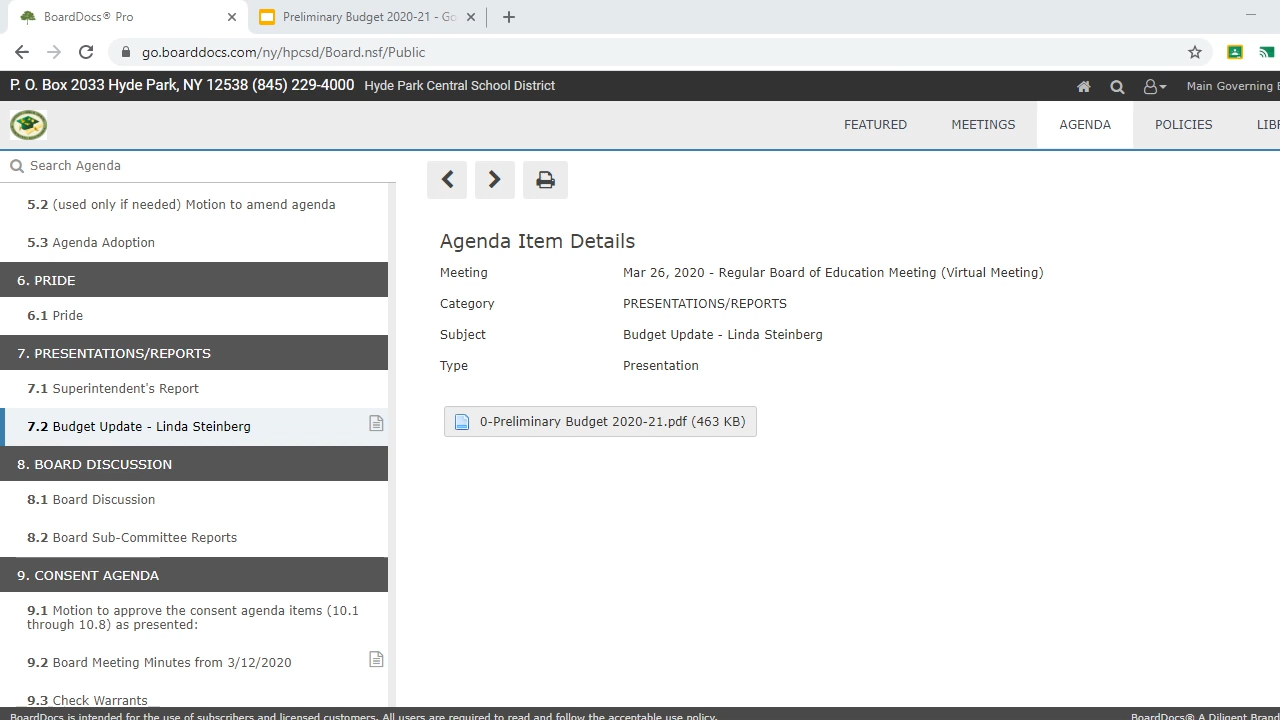 BoardDocs® Pro
Preliminary Budget 2020-21 - Go
go.boarddocs.com/ny/hpcsd/Board.nsf/Public
P. O. Box 2033 Hyde Park, NY 12538 (845) 229-4000 Hyde Park Central School District
Main Governing
FEATURED MEETINGS AGENDA POLICIES LIB
Search Agenda
5.2 (used only if needed) Motion to amend agenda
5.3 Agenda Adoption
6. PRIDE
6.1 Pride
7. PRESENTATIONS/REPORTS
7.1 Superintendent's Report
7.2 Budget Update - Linda Steinberg
8. BOARD DISCUSSION
8.1 Board Discussion
8.2 Board Sub-Committee Reports
9. CONSENT AGENDA
9.1 Motion to approve the consent agenda items (10.1
through 10.8) as presented:
9.2 Board Meeting Minutes from 3/12/2020
9.3 Check Warrants
Agenda Item Details
Meeting Mar 26, 2020 - Regular Board of Education Meeting (Virtual Meeting)
Category PRESENTATIONS/REPORTS
Subject Budget Update - Linda Steinberg
Type Presentation
0-Preliminary Budget 2020-21.pdf (463 KB)
BoardDocs is intended for the use of subscribers and licensed customers. All users are required to read and follow the acceptable use policy.
BoardDocs® A Diligent Brand